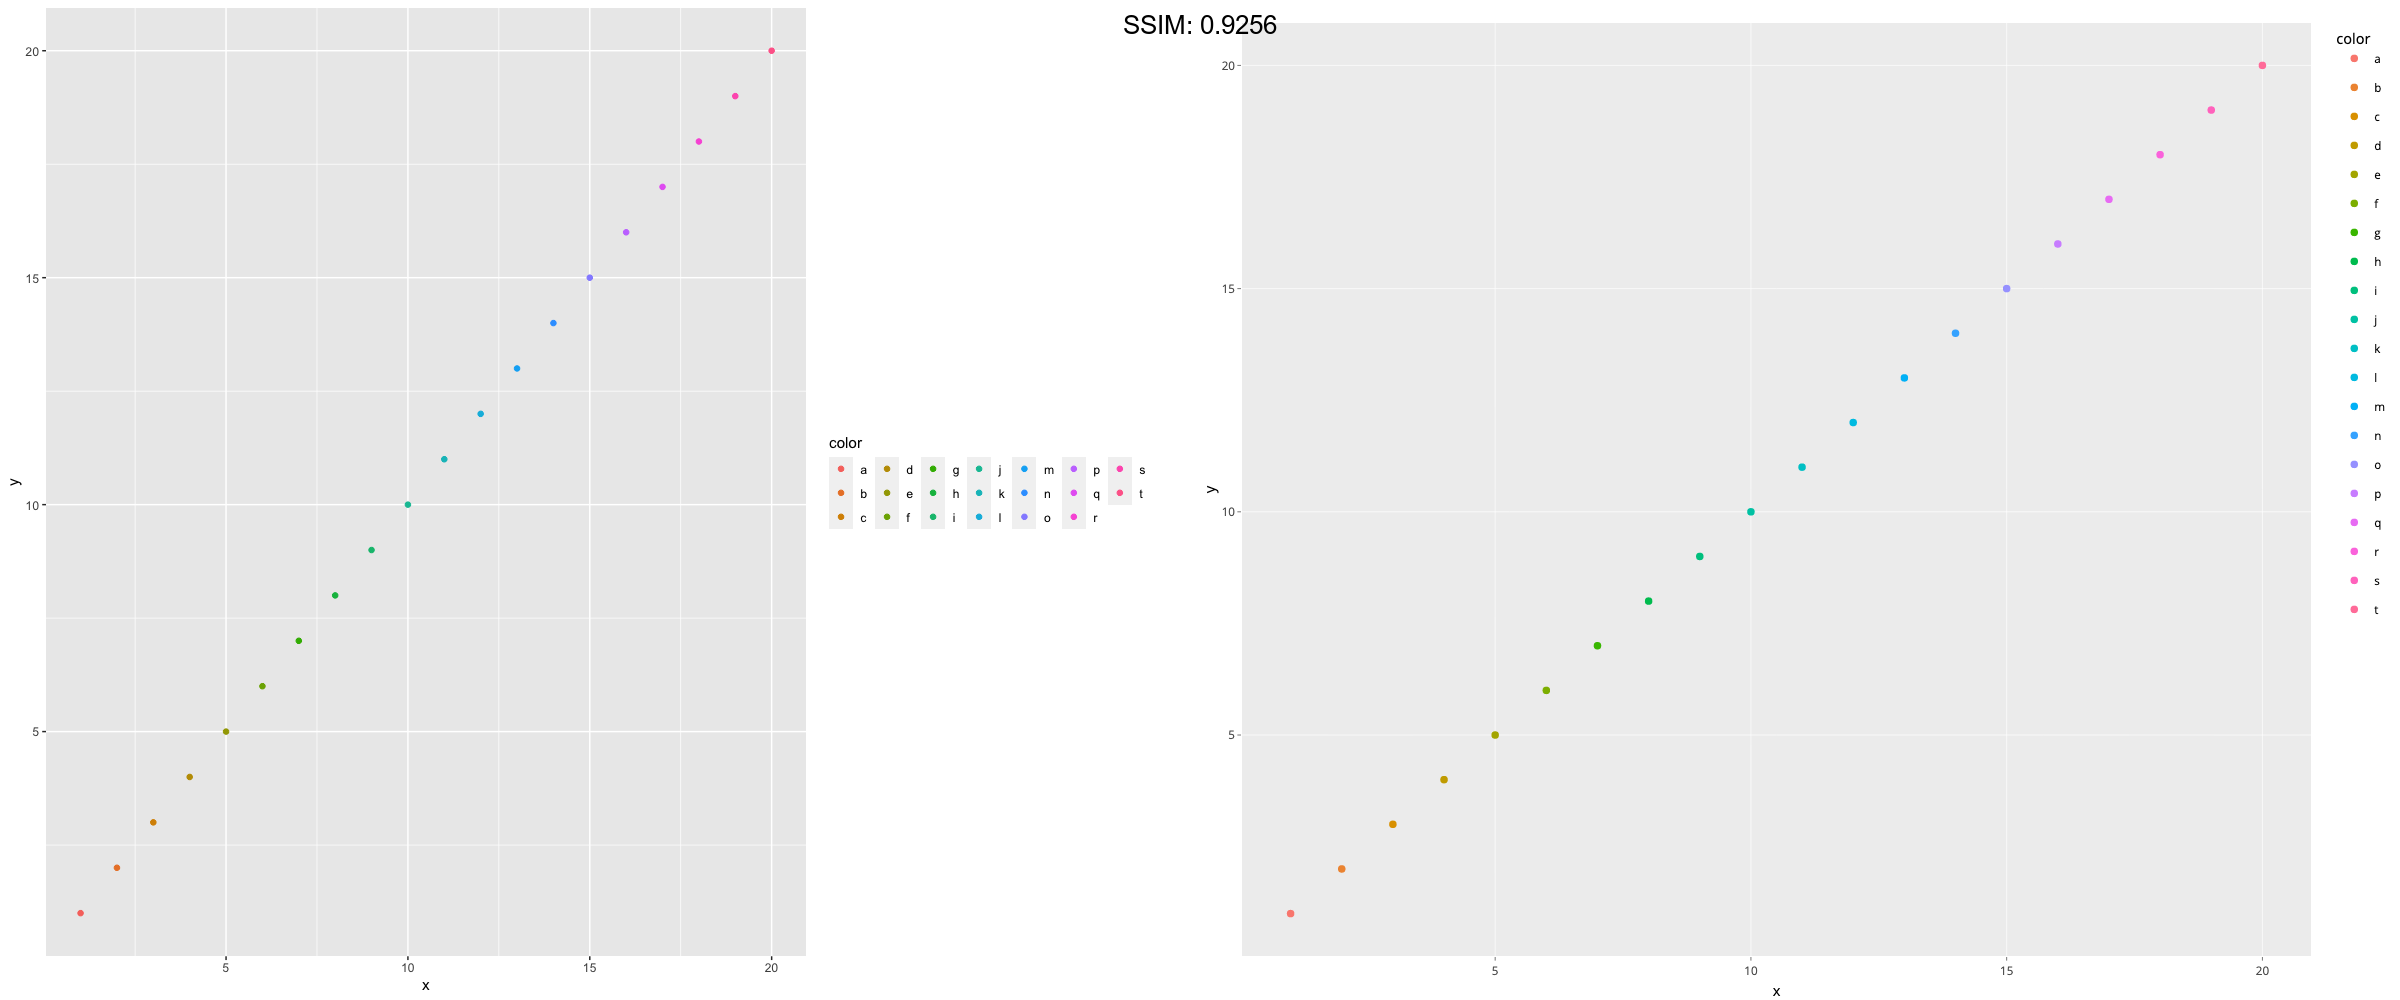 SSIM: 0.9256
20
15
10
5
y
5 10 15 20
x
color
a d g j m p s
b e h k n q t
c f i l o r
20
15
10
5
y
5 10 15 20
x
color
a
b
c
d
e
f
g
h
i
j
k
l
m
n
o
p
q
r
s
t